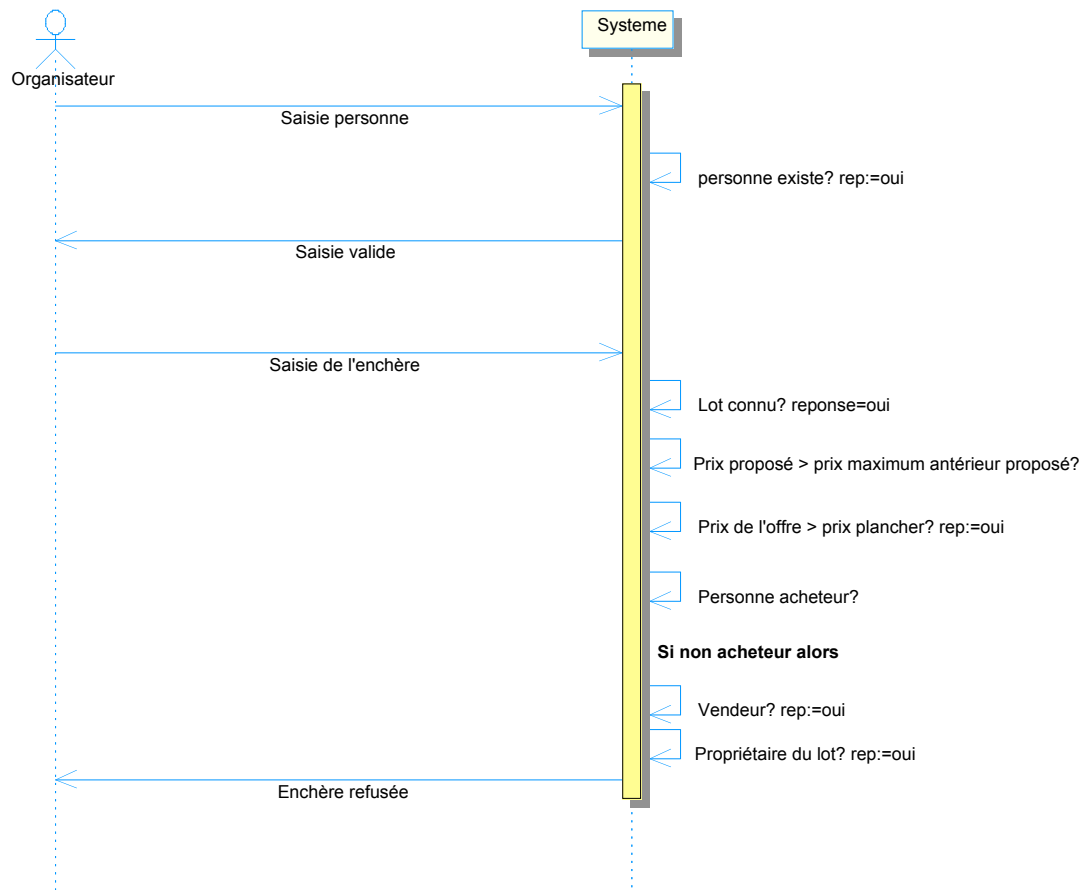 Systeme
Organisateur
Saisie personne
personne existe? rep:=oui
Saisie valide
Saisie de l'enchère
Lot connu? reponse=oui
Prix proposé > prix maximum antérieur proposé?
Prix de l'offre > prix plancher? rep:=oui
Personne acheteur?
Si non acheteur alors
Vendeur? rep:=oui
Propriétaire du lot? rep:=oui
Enchère refusée